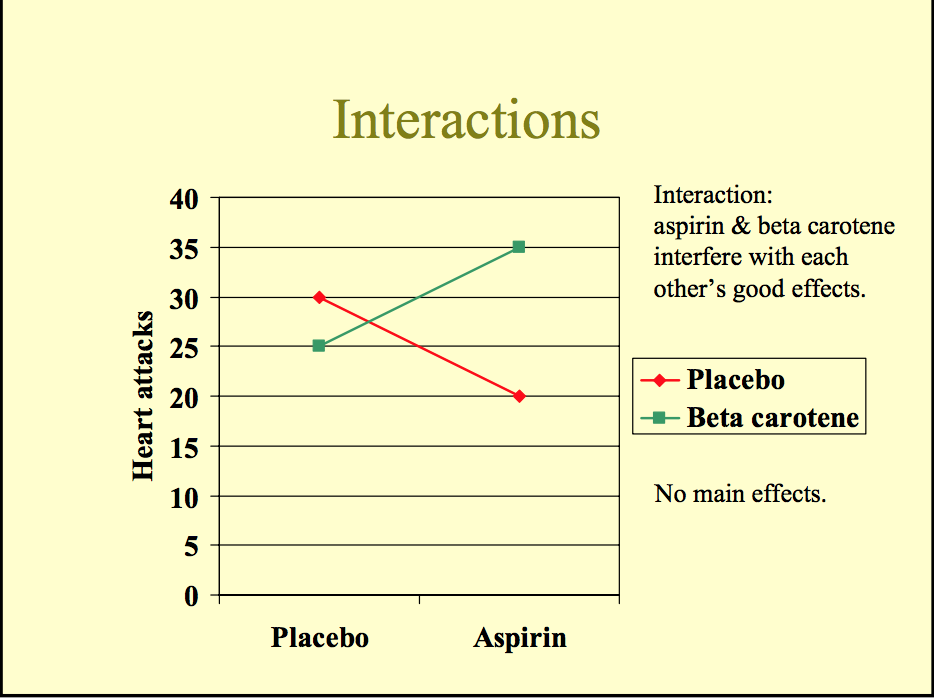 Interactions
Interaction:
aspirin & beta carotene
interfere with each
other’s good effects.
40
35
30
25
20
15
10
5
0
Heart attacks
Placebo
Aspirin
Placebo
Beta carotene
No main effects.